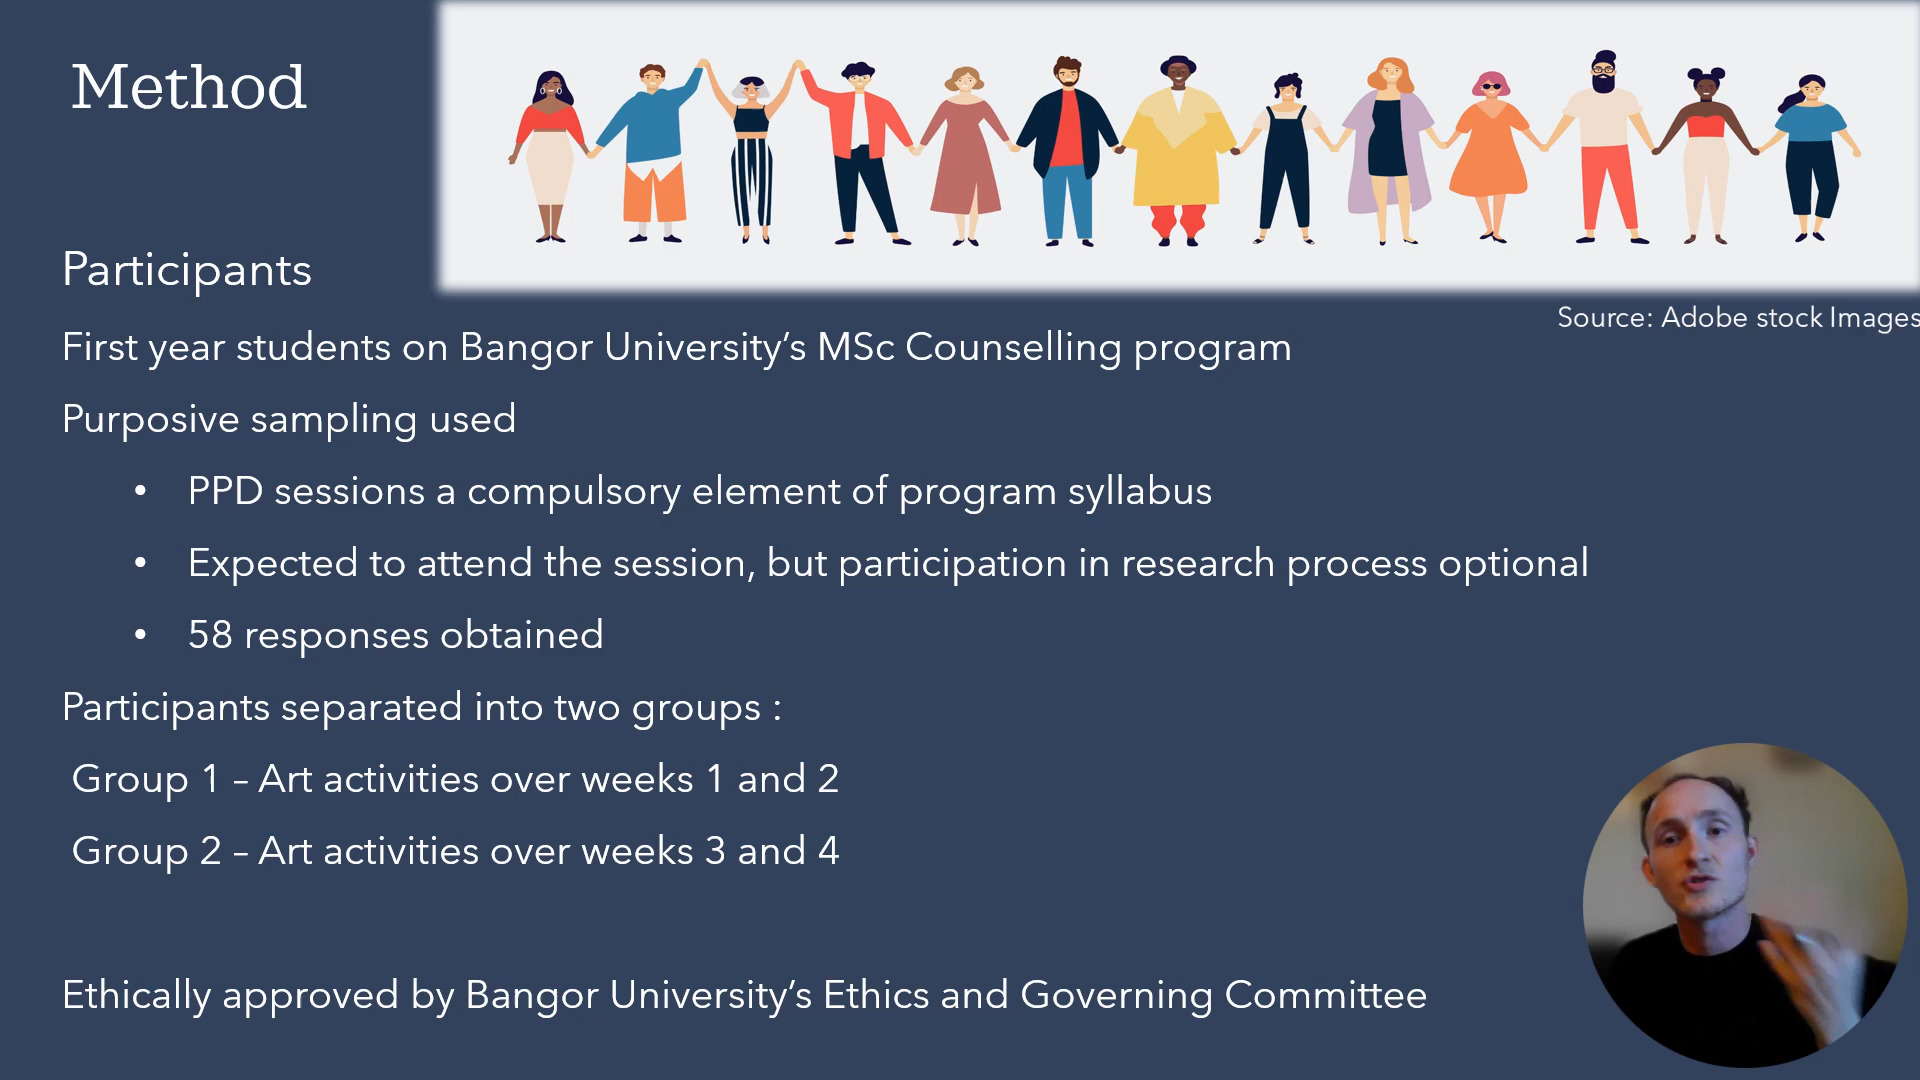 Method
Source: Adobe stock Images
Participants
First year students on Bangor University’s MSc Counselling program
Purposive sampling used
• PPD sessions a compulsory element of program syllabus
• Expected to attend the session, but participation in research process optional
• 58 responses obtained
Participants separated into two groups :
Group 1 – Art activities over weeks 1 and 2
Group 2 – Art activities over weeks 3 and 4
Ethically approved by Bangor University’s Ethics and Governing Committee